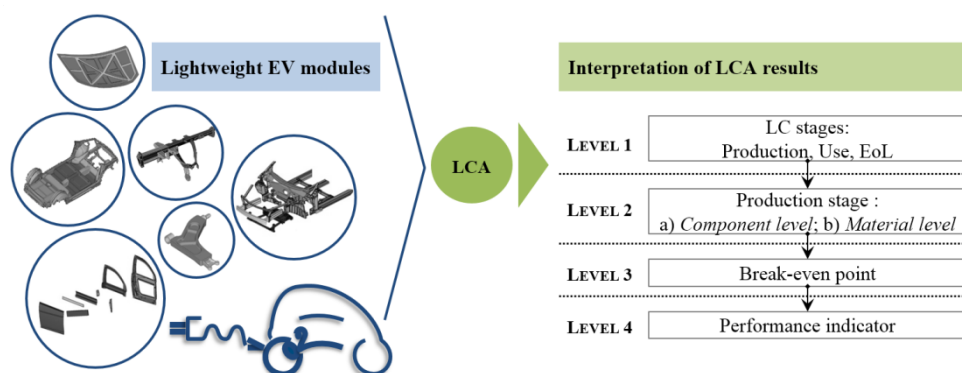 Lightweight EV modules
LCA
Interpretation of LCA results
LEVEL 1
LC stages:
Production, Use, EoL
LEVEL 2
Production stage :
a) Component level; b) Material level
LEVEL 3
Break-even point
LEVEL 4
Performance indicator